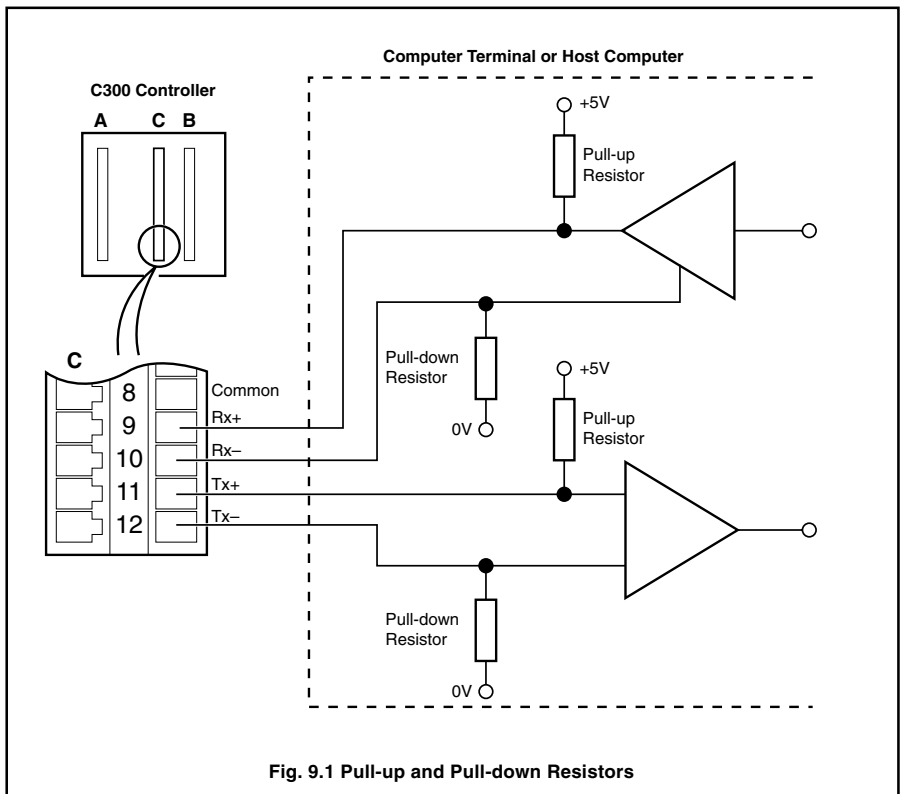 Computer Terminal or Host Computer
C300 Controller
A C B
+5V
Pull-up
Resistor
Pull-down
Resistor
0V
+5V
Pull-up
Resistor
C
8 Common
9 Rx+
10 Rx–
11 Tx+
12 Tx–
Pull-down
Resistor
0V
Fig. 9.1 Pull-up and Pull-down Resistors